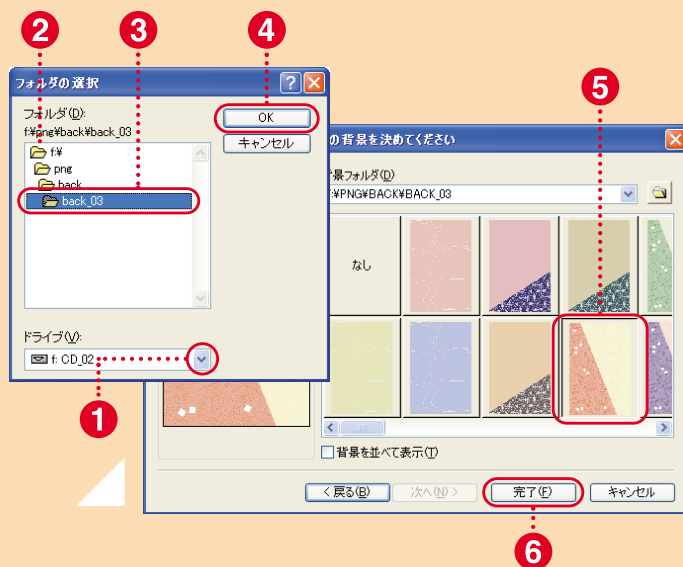 2
3
4
フォルダの選択
フォルダ(D):
f:¥png¥back¥back_03
f:¥
png
back
back_03
OK
キャンセル
ドライブ(V):
f: CD_02
1
5
の背景を決めてください
景フォルダ(D)
:¥PNG¥BACK¥BACK_03
なし
背景を並べて表示(T)
< 戻る(B)
次へ(N) >
完了(F)
キャンセル
6